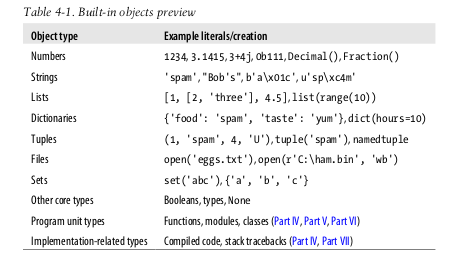 Table 4-1. Built-in objects preview
Object type Example literals/creation
Numbers 1234, 3.1415, 3+4j, 0b111, Decimal(), Fraction()
Strings 'spam', "Bob's", b'a\x01c', u'sp\xc4m'
Lists [1, [2, 'three'], 4.5], list(range(10))
Dictionaries {'food': 'spam', 'taste': 'yum'}, dict(hours=10)
Tuples (1, 'spam', 4, 'U'), tuple('spam'), namedtuple
Files open('eggs.txt'), open(r'C:\ham.bin', 'wb')
Sets set('abc'), {'a', 'b', 'c'}
Other core types Booleans, types, None
Program unit types Functions, modules, classes (Part IV, Part V, Part VI)
Implementation-related types Compiled code, stack tracebacks (Part IV, Part VII)